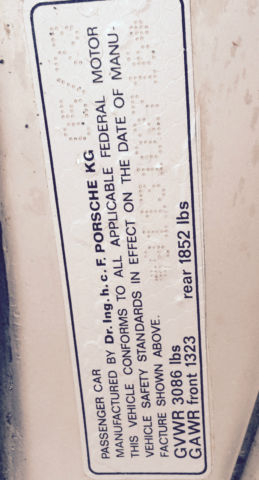 PASSENGER CAR
MANUFACTURED BY Dr. Ing. h. c. F. PORSCHE KG
THIS VEHICLE CONFORMS TO ALL APPLICABLE FEDERAL MOTOR
VEHICLE SAFETY STANDARDS IN EFFECT ON THE DATE OF MANU-
FACTURE SHOWN ABOVE.
GVWR 3086 lbs
GAWR front 1323 rear 1852 lbs